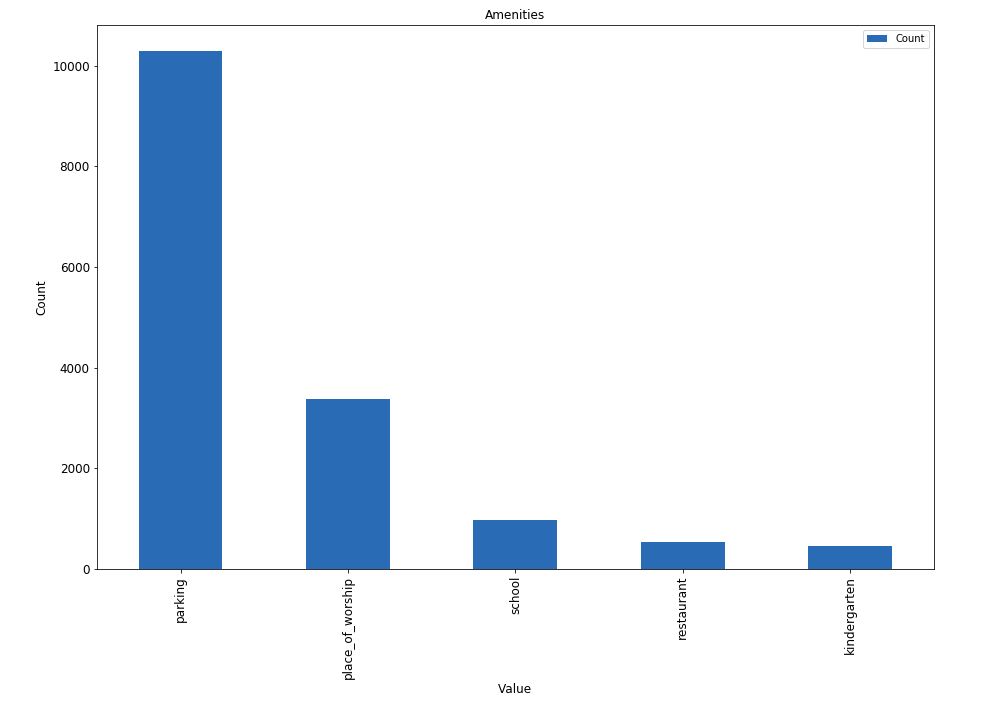 Amenities
Count
10000
8000
6000
4000
2000
0
Count
parking
place_of_worship
school
restaurant
kindergarten
Value